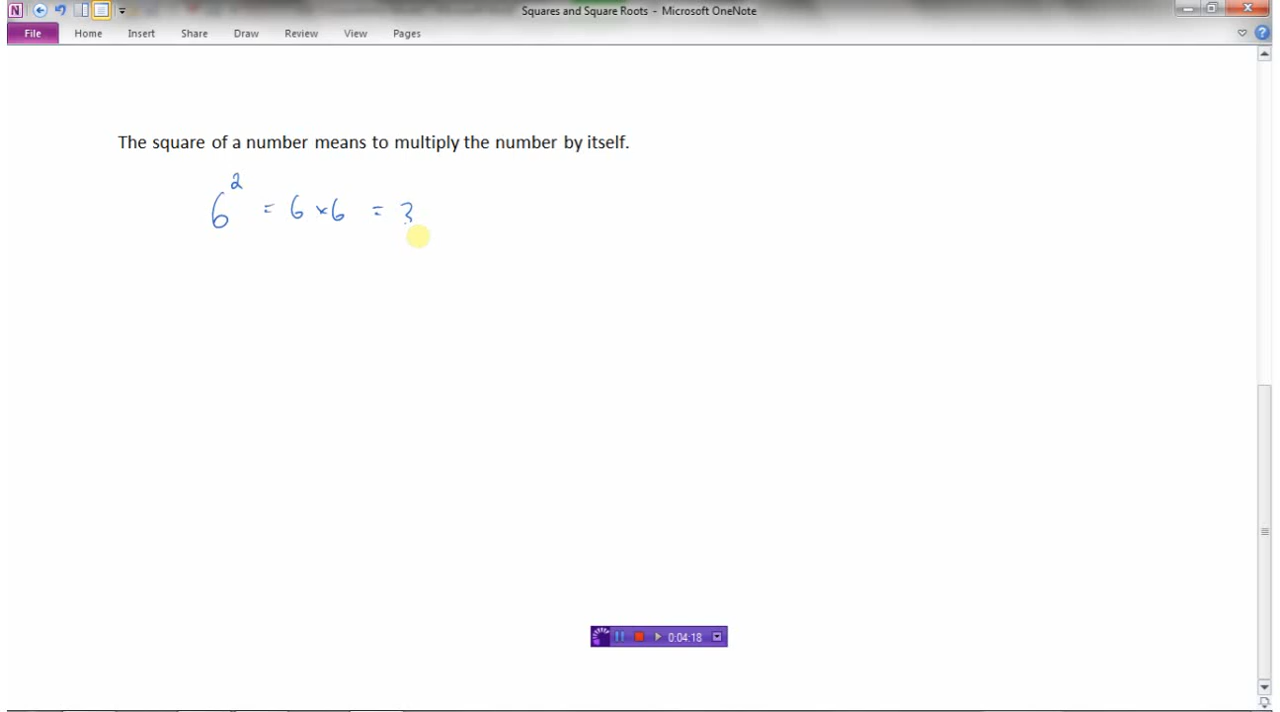 Squares and Square Roots - Microsoft OneNote
File Home Insert Share Draw Review View Pages
The square of a number means to multiply the number by itself.
6² = 6 × 6 = 3
0:04:18